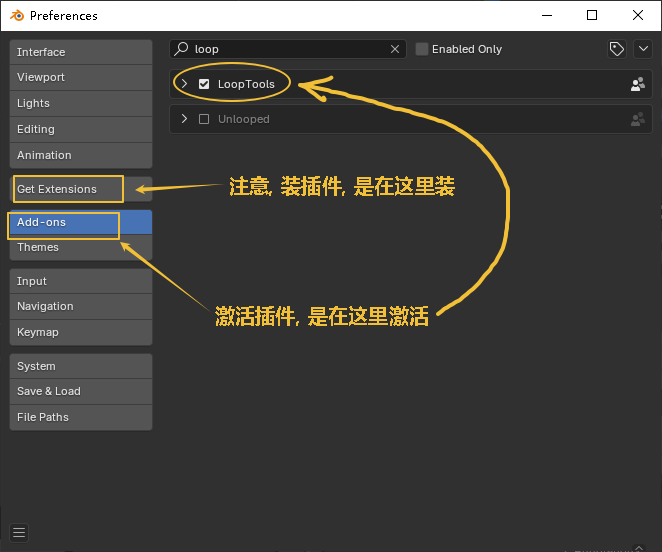 Preferences
Interface
Viewport
Lights
Editing
Animation
Get Extensions
Add-ons
Themes
Input
Navigation
Keymap
System
Save & Load
File Paths
loop
Enabled Only
LoopTools
Unlooped
注意, 装插件, 是在这里装
激活插件, 是在这里激活